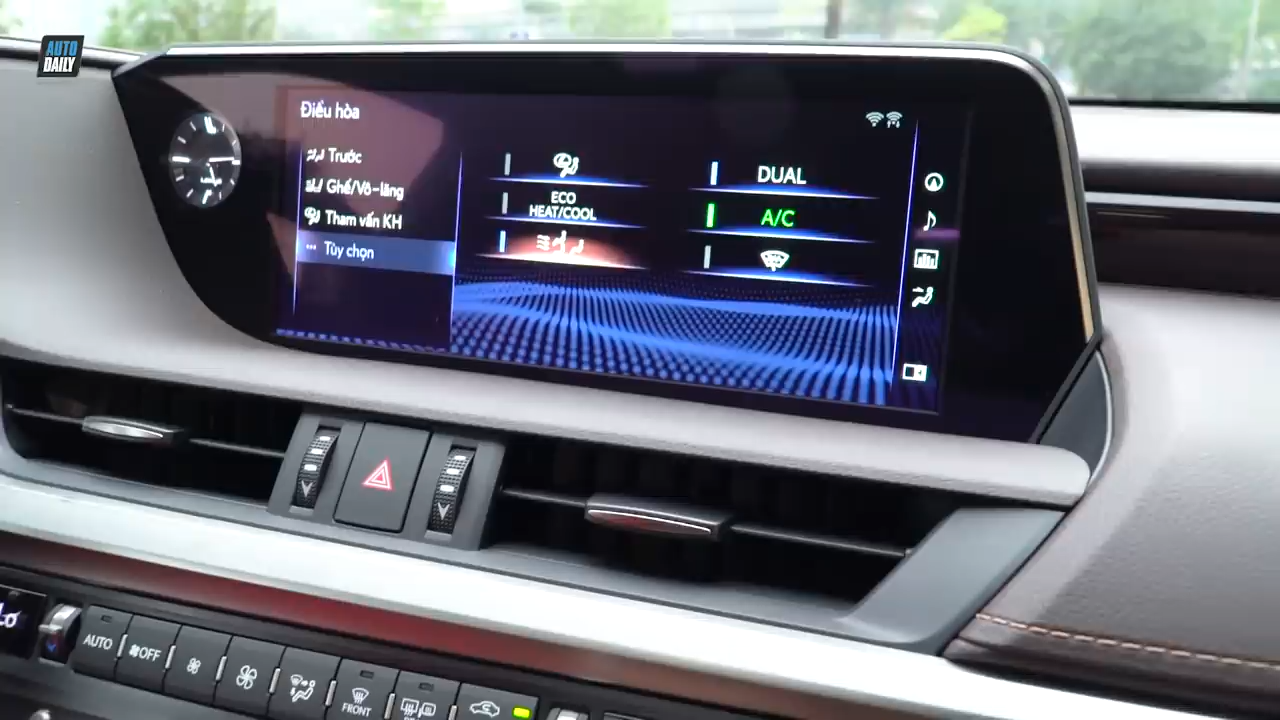 AUTO
DAILY
Điều hòa
Trước
Ghế/Vô-lăng
Tham vấn KH
Tùy chọn
ECO
HEAT/COOL
DUAL
A/C
Lo
AUTO
OFF
FRONT